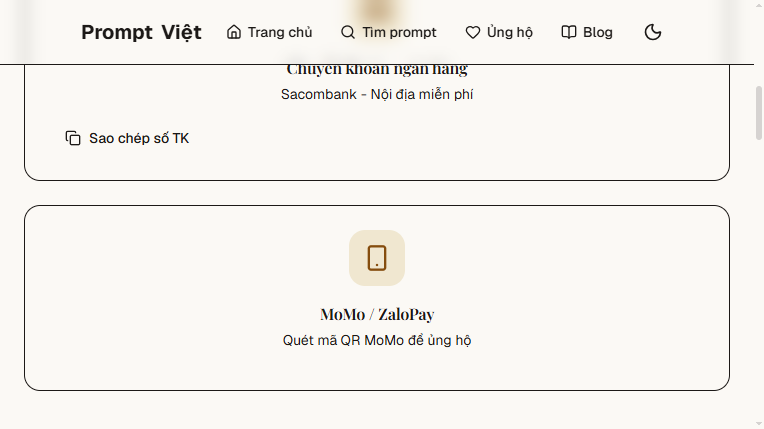 Prompt Việt
Trang chủ
Tìm prompt
Ủng hộ
Blog
Chuyển khoản ngân hàng
Sacombank - Nội địa miễn phí
Sao chép số TK
MoMo / ZaloPay
Quét mã QR MoMo để ủng hộ